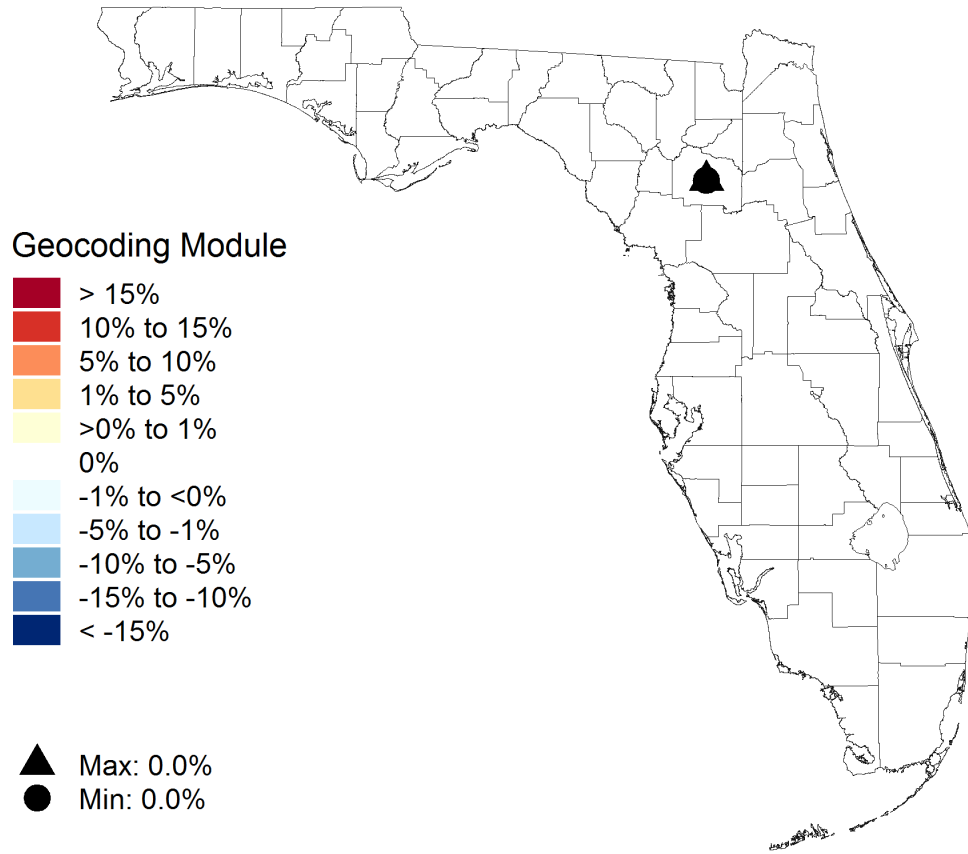 Geocoding Module
> 15%
10% to 15%
5% to 10%
1% to 5%
>0% to 1%
0%
-1% to <0%
-5% to -1%
-10% to -5%
-15% to -10%
< -15%
Max: 0.0%
Min: 0.0%